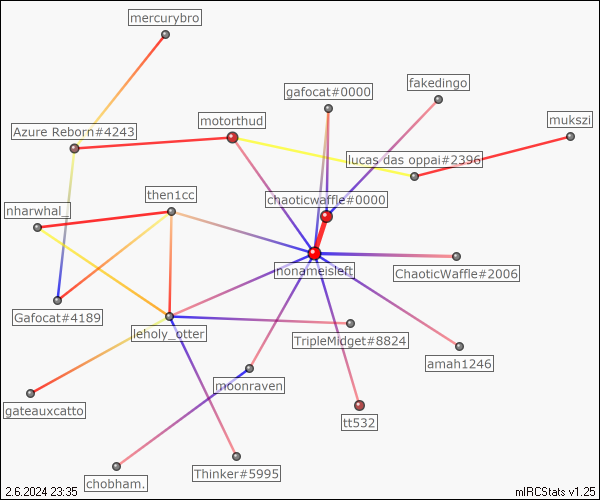 mercurybro
gafocat#0000
fakedingo
motorthud
mukszi
Azure Reborn#4243
lucas das oppai#2396
then1cc
chaoticwaffle#0000
nharwhal_
nonameisleft
ChaoticWaffle#2006
Gafocat#4189
leholy_otter
TripleMidget#8824
amah1246
moonraven
gateauxcatto
tt532
chobham.
Thinker#5995
2.6.2024 23:35
mIRCStats v1.25